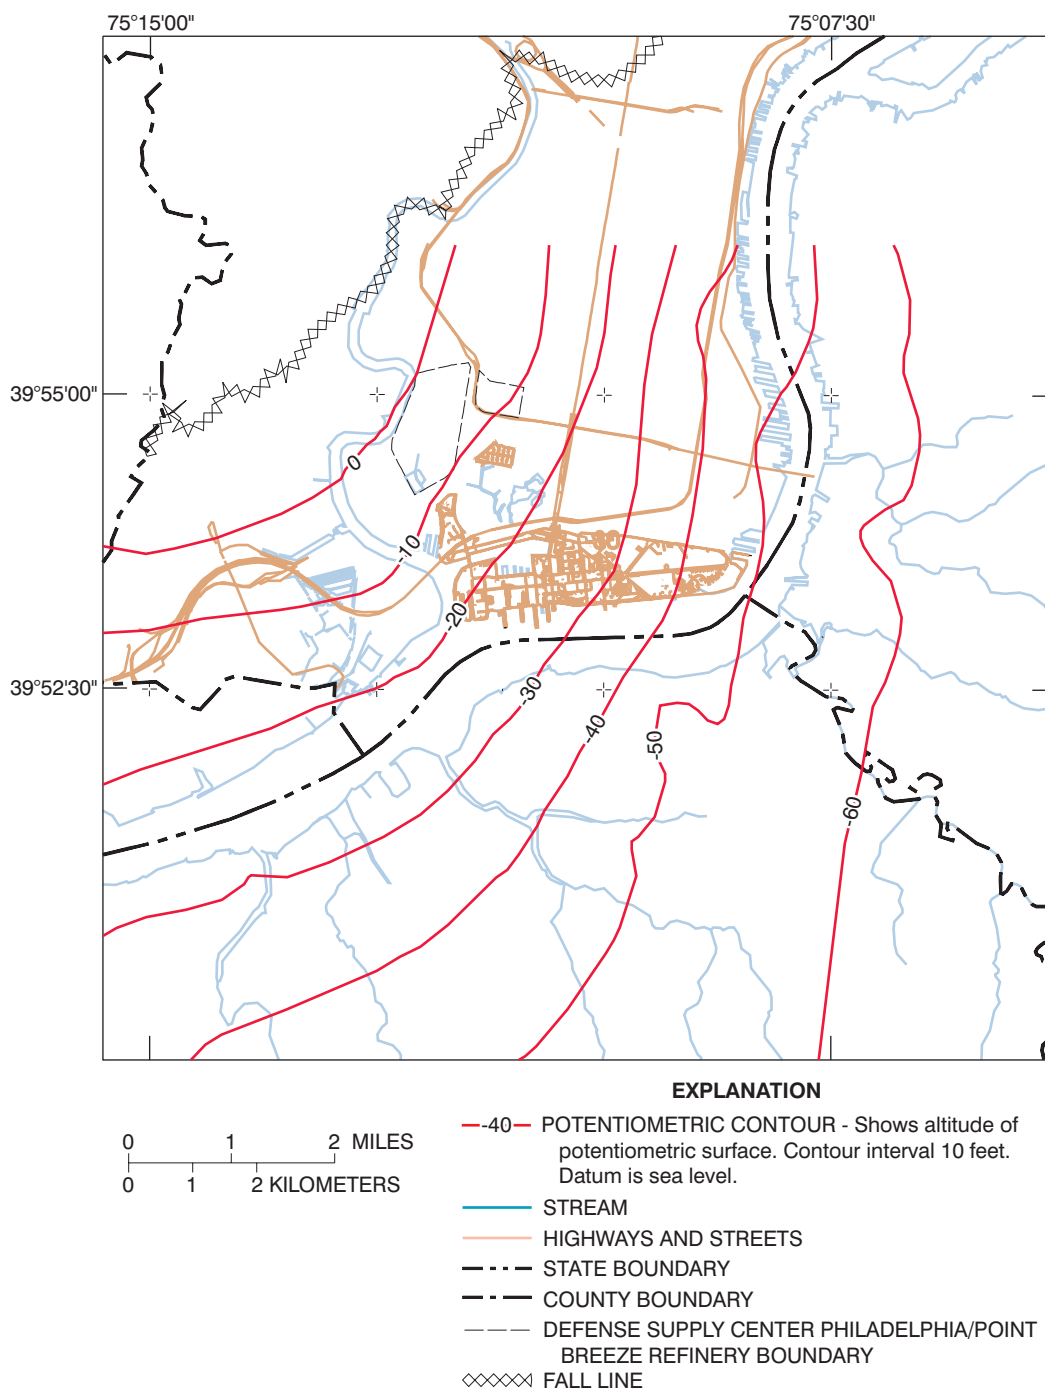 75°15'00"
75°07'30"
39°55'00"
39°52'30"
0
-10
-20
-30
-40
-50
-60
EXPLANATION
0 1 2 MILES
0 1 2 KILOMETERS
-40 POTENTIOMETRIC CONTOUR - Shows altitude of
potentiometric surface. Contour interval 10 feet.
Datum is sea level.
STREAM
HIGHWAYS AND STREETS
STATE BOUNDARY
COUNTY BOUNDARY
DEFENSE SUPPLY CENTER PHILADELPHIA/POINT
BREEZE REFINERY BOUNDARY
FALL LINE